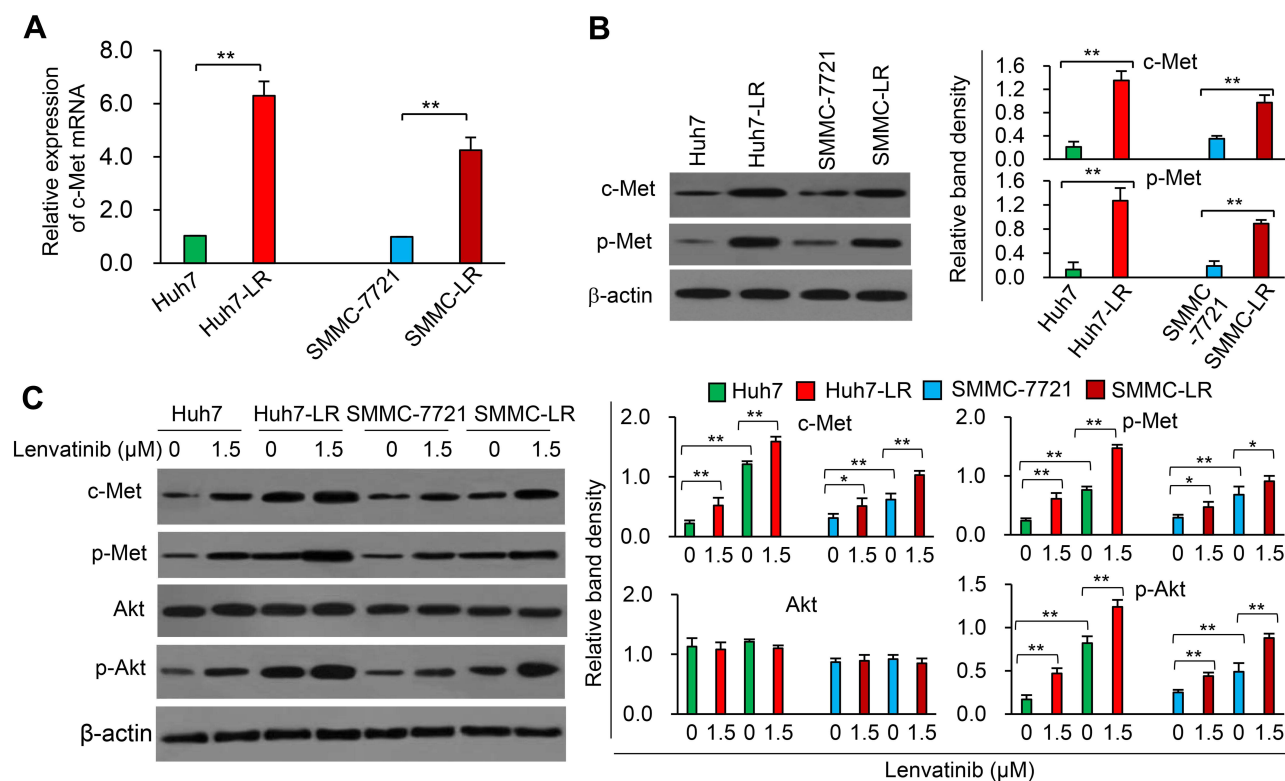 A
Relative expression
of c-Met mRNA
8.0
6.0
4.0
2.0
0.0
**
**
Huh7
Huh7-LR
SMMC-7721
SMMC-LR
B
Huh7
Huh7-LR
SMMC-7721
SMMC-LR
c-Met
p-Met
β-actin
Relative band density
c-Met
1.6
1.2
0.8
0.4
0.0
**
**
p-Met
1.6
1.2
0.8
0.4
0.0
**
**
Huh7
Huh7-LR
SMMC
-7721
SMMC-LR
C
Huh7 Huh7-LR SMMC-7721 SMMC-LR
Lenvatinib (μM) 0 1.5 0 1.5 0 1.5 0 1.5
c-Met
p-Met
Akt
p-Akt
β-actin
Huh7 Huh7-LR SMMC-7721 SMMC-LR
Relative band density
c-Met
2.0
1.0
0.0
** ** **
* ** **
0 1.5 0 1.5 0 1.5 0 1.5
p-Met
2.0
1.0
0.0
** ** **
* ** *
0 1.5 0 1.5 0 1.5 0 1.5
Akt
2.0
1.0
0.0
0 1.5 0 1.5 0 1.5 0 1.5
p-Akt
1.5
1.0
0.5
0.0
** ** **
** ** **
0 1.5 0 1.5 0 1.5 0 1.5
Lenvatinib (μM)